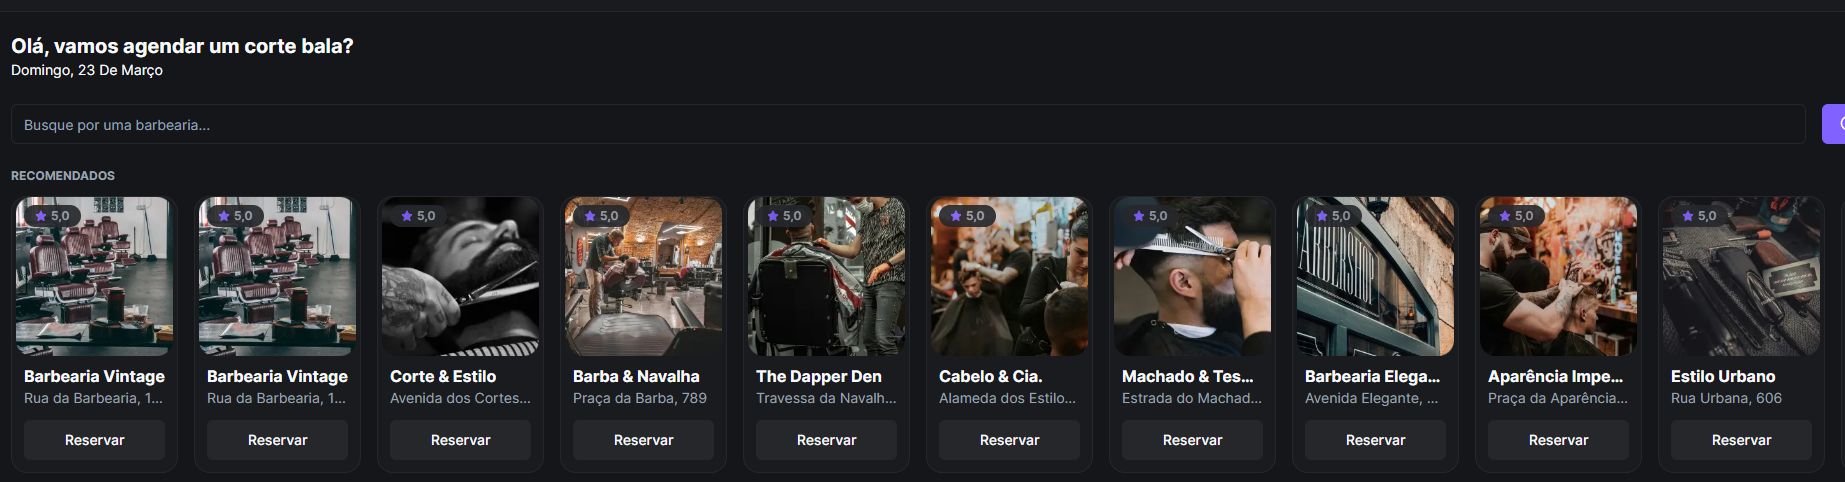 Olá, vamos agendar um corte bala?
Domingo, 23 De Março
Busque por uma barbearia...
RECOMENDADOS
5,0
5,0
5,0
5,0
5,0
5,0
5,0
5,0
5,0
5,0
Barbearia Vintage
Rua da Barbearia, 1...
Reservar
Barbearia Vintage
Rua da Barbearia, 1...
Reservar
Corte & Estilo
Avenida dos Cortes...
Reservar
Barba & Navalha
Praça da Barba, 789
Reservar
The Dapper Den
Travessa da Navalh...
Reservar
Cabelo & Cia.
Alameda dos Estilo...
Reservar
Machado & Tes...
Estrada do Machad...
Reservar
Barbearia Elega...
Avenida Elegante, ...
Reservar
Aparência Impe...
Praça da Aparência...
Reservar
Estilo Urbano
Rua Urbana, 606
Reservar